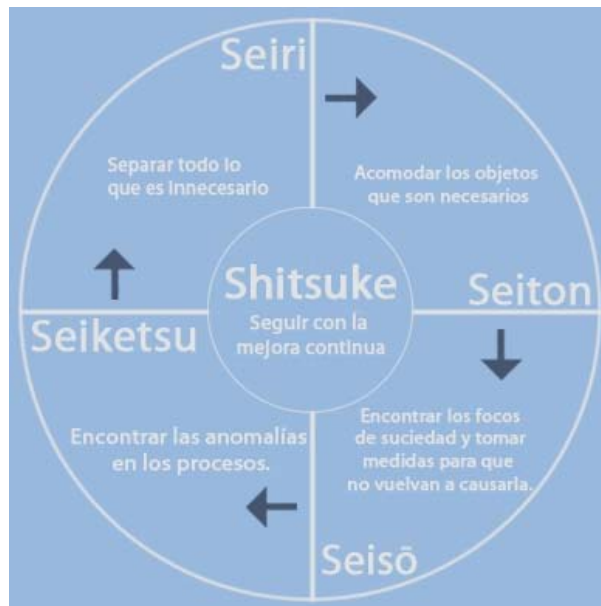 Seiri
Separar todo lo
que es innecesario
Acomodar los objetos
que son necesarios
Seiton
Shitsuke
Seguir con la
mejora continua
Seiketsu
Encontrar las anomalías
en los procesos.
Encontrar los focos
de suciedad y tomar
medidas para que
no vuelvan a causarla.
Seisō